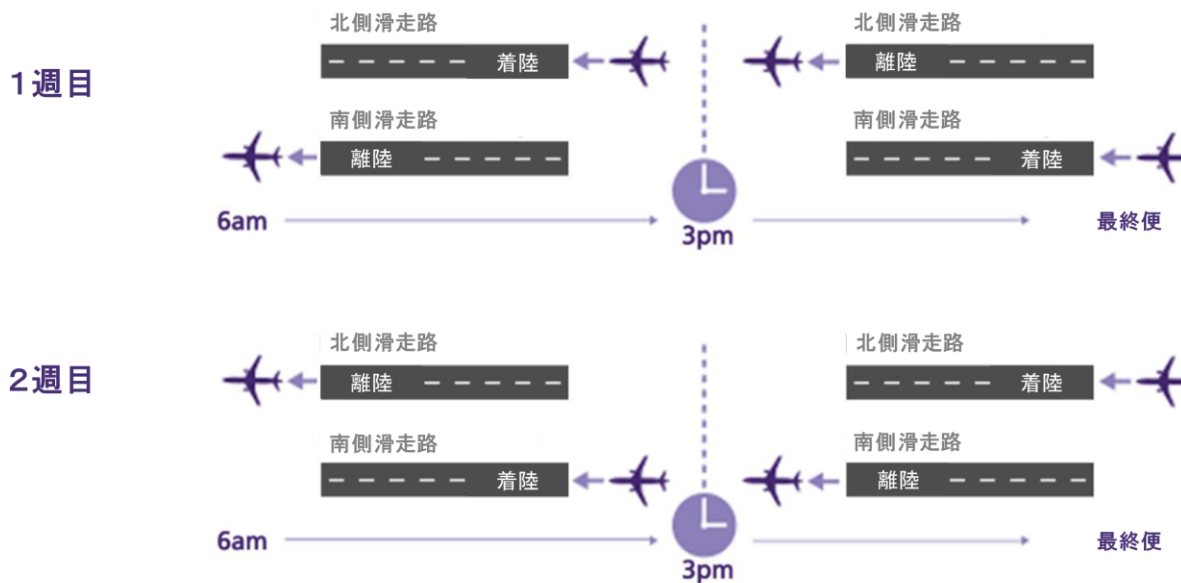 1週目
北側滑走路
着陸
南側滑走路
離陸
北側滑走路
離陸
南側滑走路
着陸
6am
3pm
最終便
2週目
北側滑走路
離陸
南側滑走路
着陸
北側滑走路
着陸
南側滑走路
離陸
6am
3pm
最終便